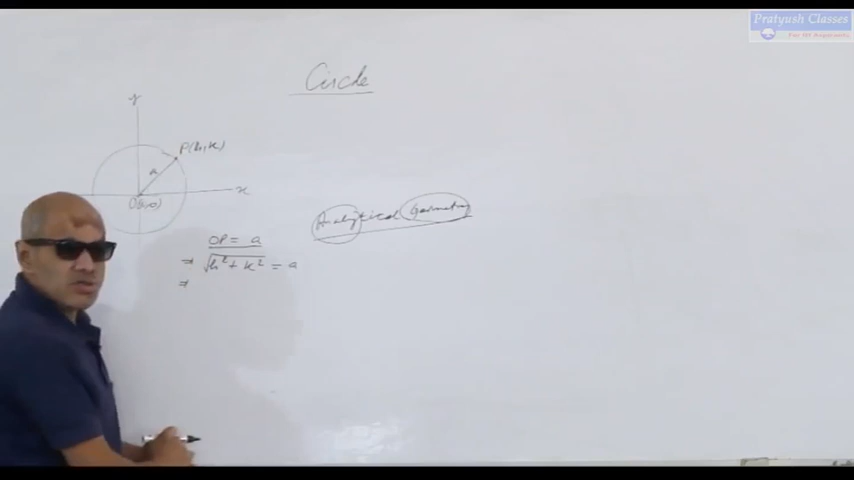 Pratyush Classes
Circle
y
P(h,k)
a
x
O(0,0)
Analytical Geometry
OP = a
⇒ √h²+k² = a
⇒